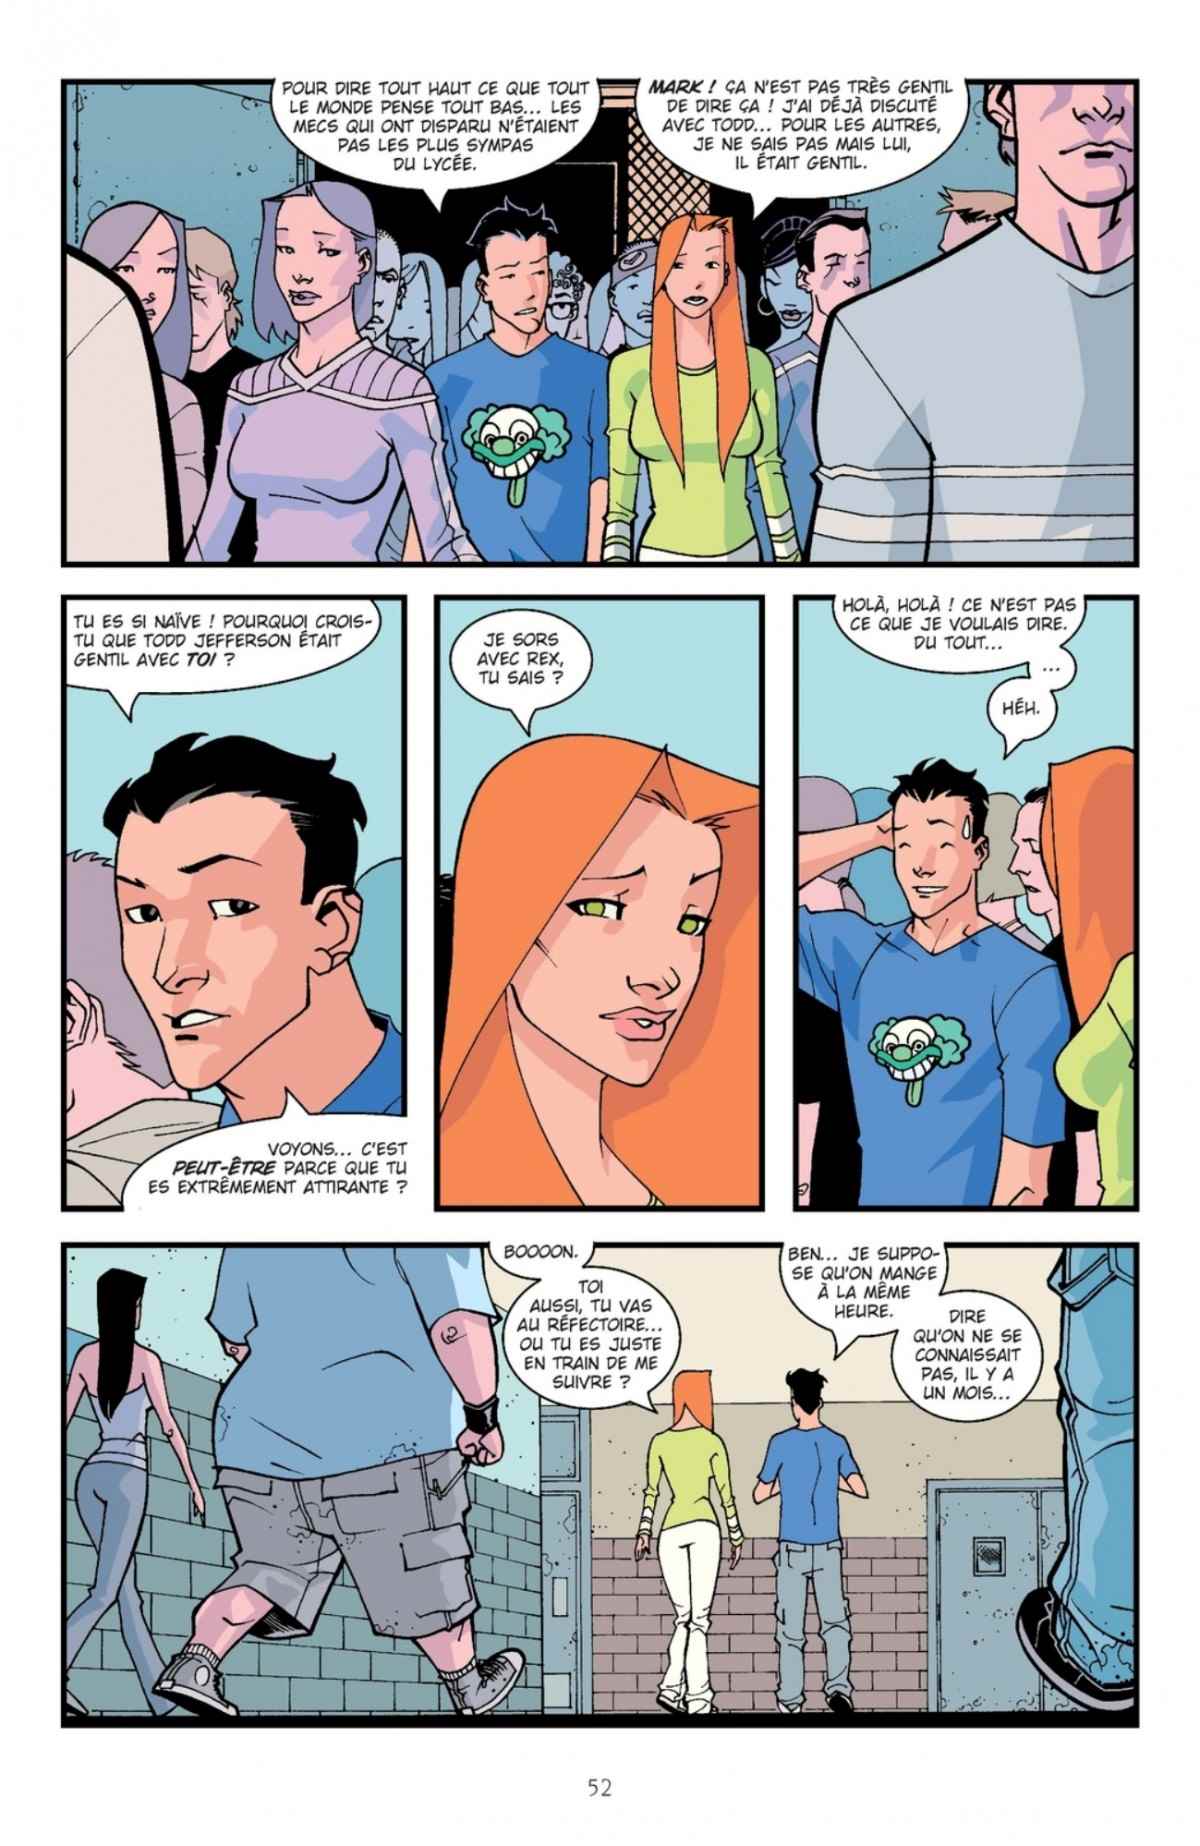 POUR DIRE TOUT HAUT CE QUE TOUT
LE MONDE PENSE TOUT BAS... LES
MECS QUI ONT DISPARU N'ÉTAIENT
PAS LES PLUS SYMPAS
DU LYCÉE.
MARK ! ÇA N'EST PAS TRÈS GENTIL
DE DIRE ÇA ! J'AI DÉJÀ DISCUTÉ
AVEC TODD... POUR LES AUTRES,
JE NE SAIS PAS MAIS LUI,
IL ÉTAIT GENTIL.
TU ES SI NAÏVE ! POURQUOI CROIS-
TU QUE TODD JEFFERSON ÉTAIT
GENTIL AVEC TOI ?
VOYONS... C'EST
PEUT-ÊTRE PARCE QUE TU
ES EXTRÊMEMENT ATTIRANTE ?
JE SORS
AVEC REX,
TU SAIS ?
HOLÀ, HOLÀ ! CE N'EST PAS
CE QUE JE VOULAIS DIRE.
DU TOUT...
...
HÉH.
BOOOON.
TOI
AUSSI, TU VAS
AU RÉFECTOIRE...
OU TU ES JUSTE
EN TRAIN DE ME
SUIVRE ?
BEN... JE SUPPO-
SE QU'ON MANGE
À LA MÊME
HEURE.
DIRE
QU'ON NE SE
CONNAISSAIT
PAS, IL Y A
UN MOIS...
52